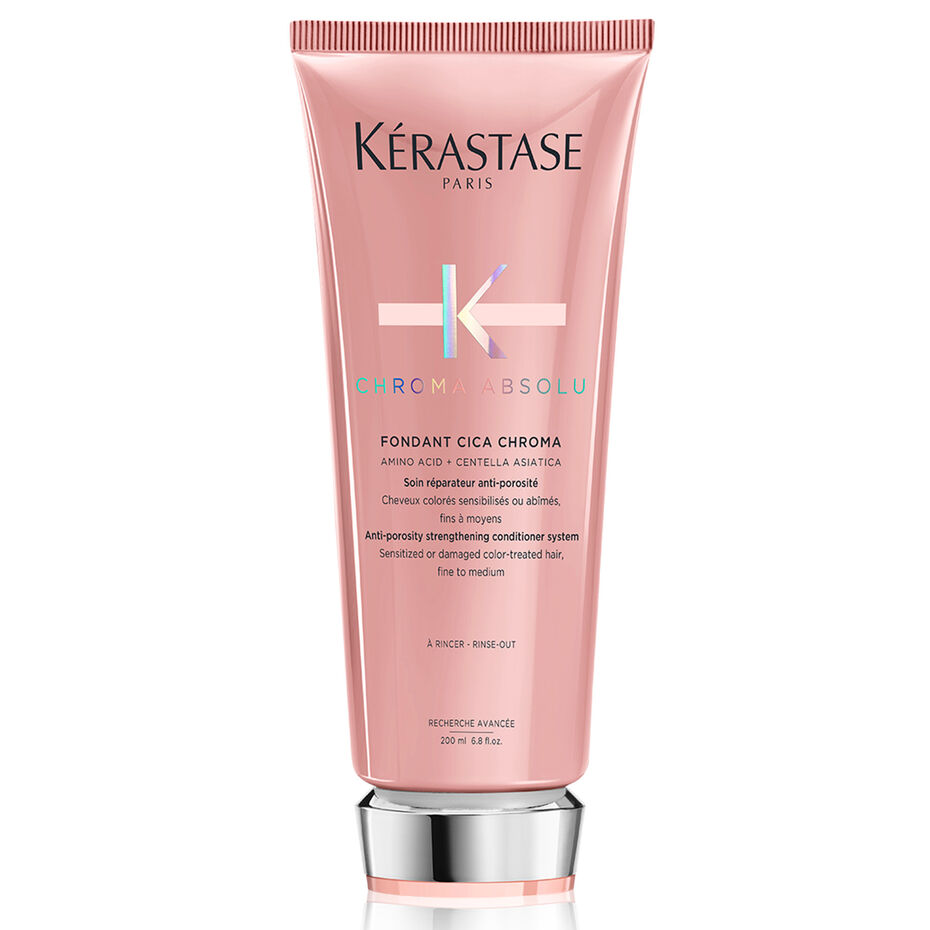 KÉRASTASE
PARIS
K
CHROMA ABSOLU
FONDANT CICA CHROMA
AMINO ACID + CENTELLA ASIATICA
Soin réparateur anti-porosité
Cheveux colorés sensibilisés ou abîmés,
fins à moyens
Anti-porosity strengthening conditioner system
Sensitized or damaged color-treated hair,
fine to medium
À RINCER - RINSE-OUT
RECHERCHE AVANCÉE
200 ml 6.8 fl.oz.